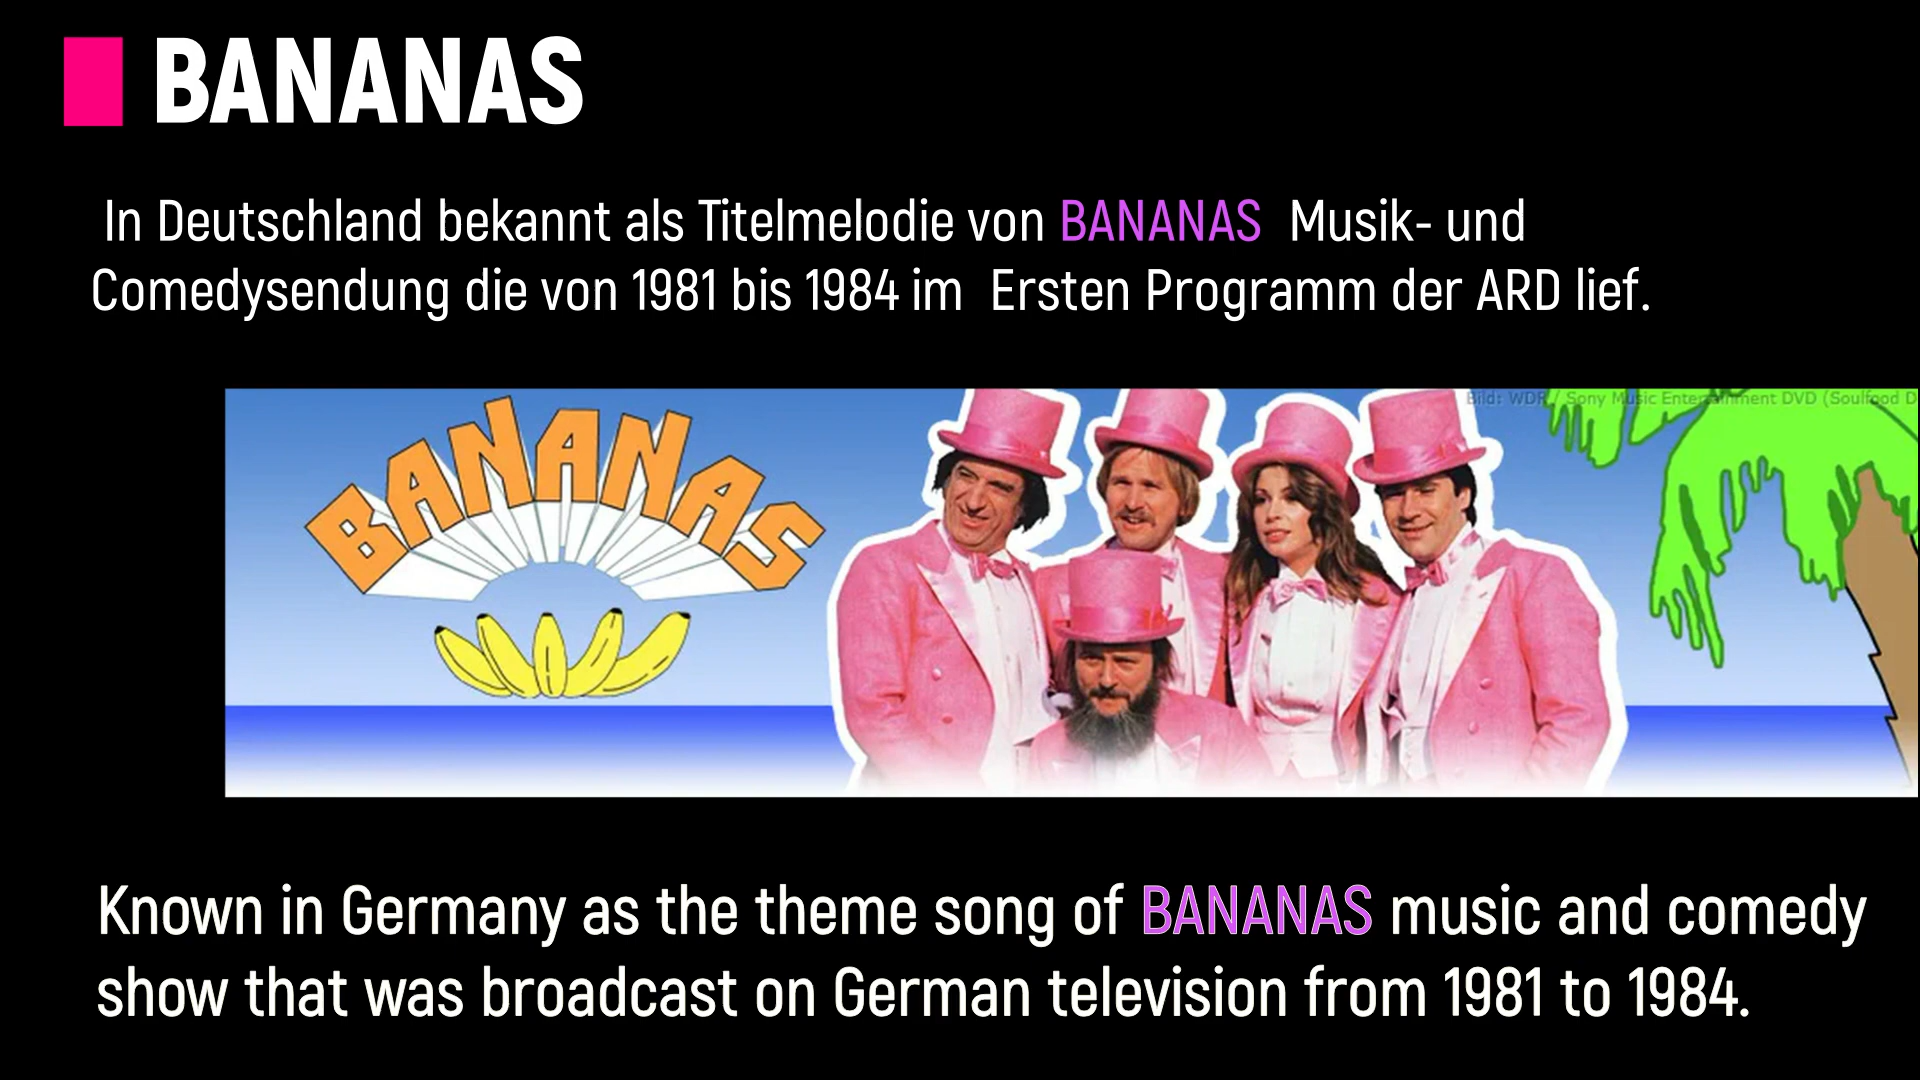 BANANAS
In Deutschland bekannt als Titelmelodie von BANANAS Musik- und
Comedysendung die von 1981 bis 1984 im Ersten Programm der ARD lief.
Bild: WDR / Sony Music Entertainment DVD (Soulfood D
BANANAS
Known in Germany as the theme song of BANANAS music and comedy
show that was broadcast on German television from 1981 to 1984.